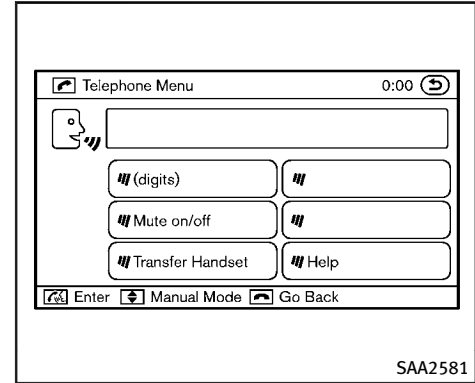 Telephone Menu 0:00
(digits)
Mute on/off
Transfer Handset Help
Enter Manual Mode Go Back
SAA2581